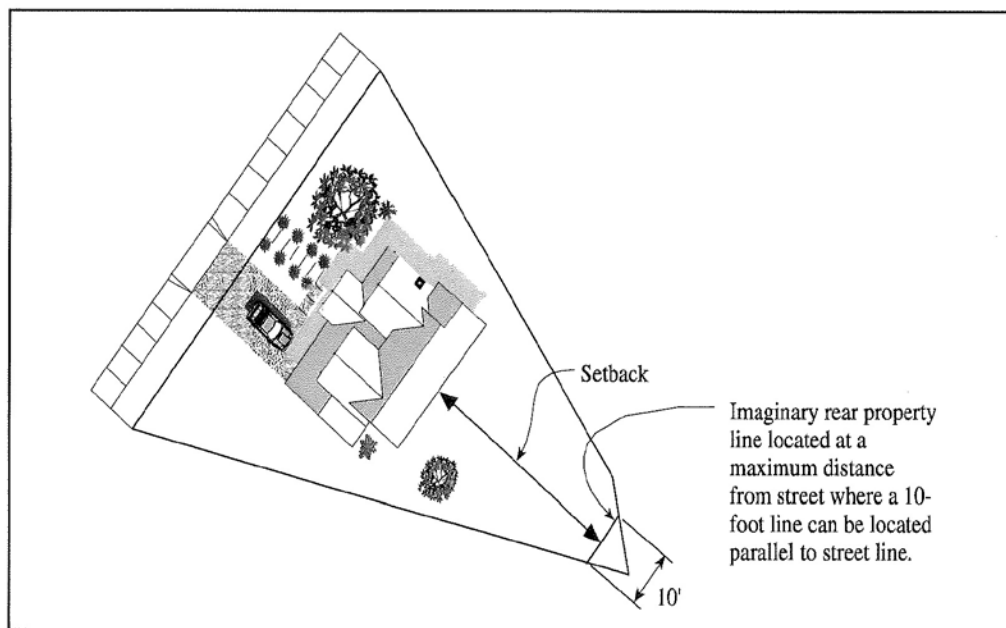 Setback
Imaginary rear property
line located at a
maximum distance
from street where a 10-
foot line can be located
parallel to street line.
10'